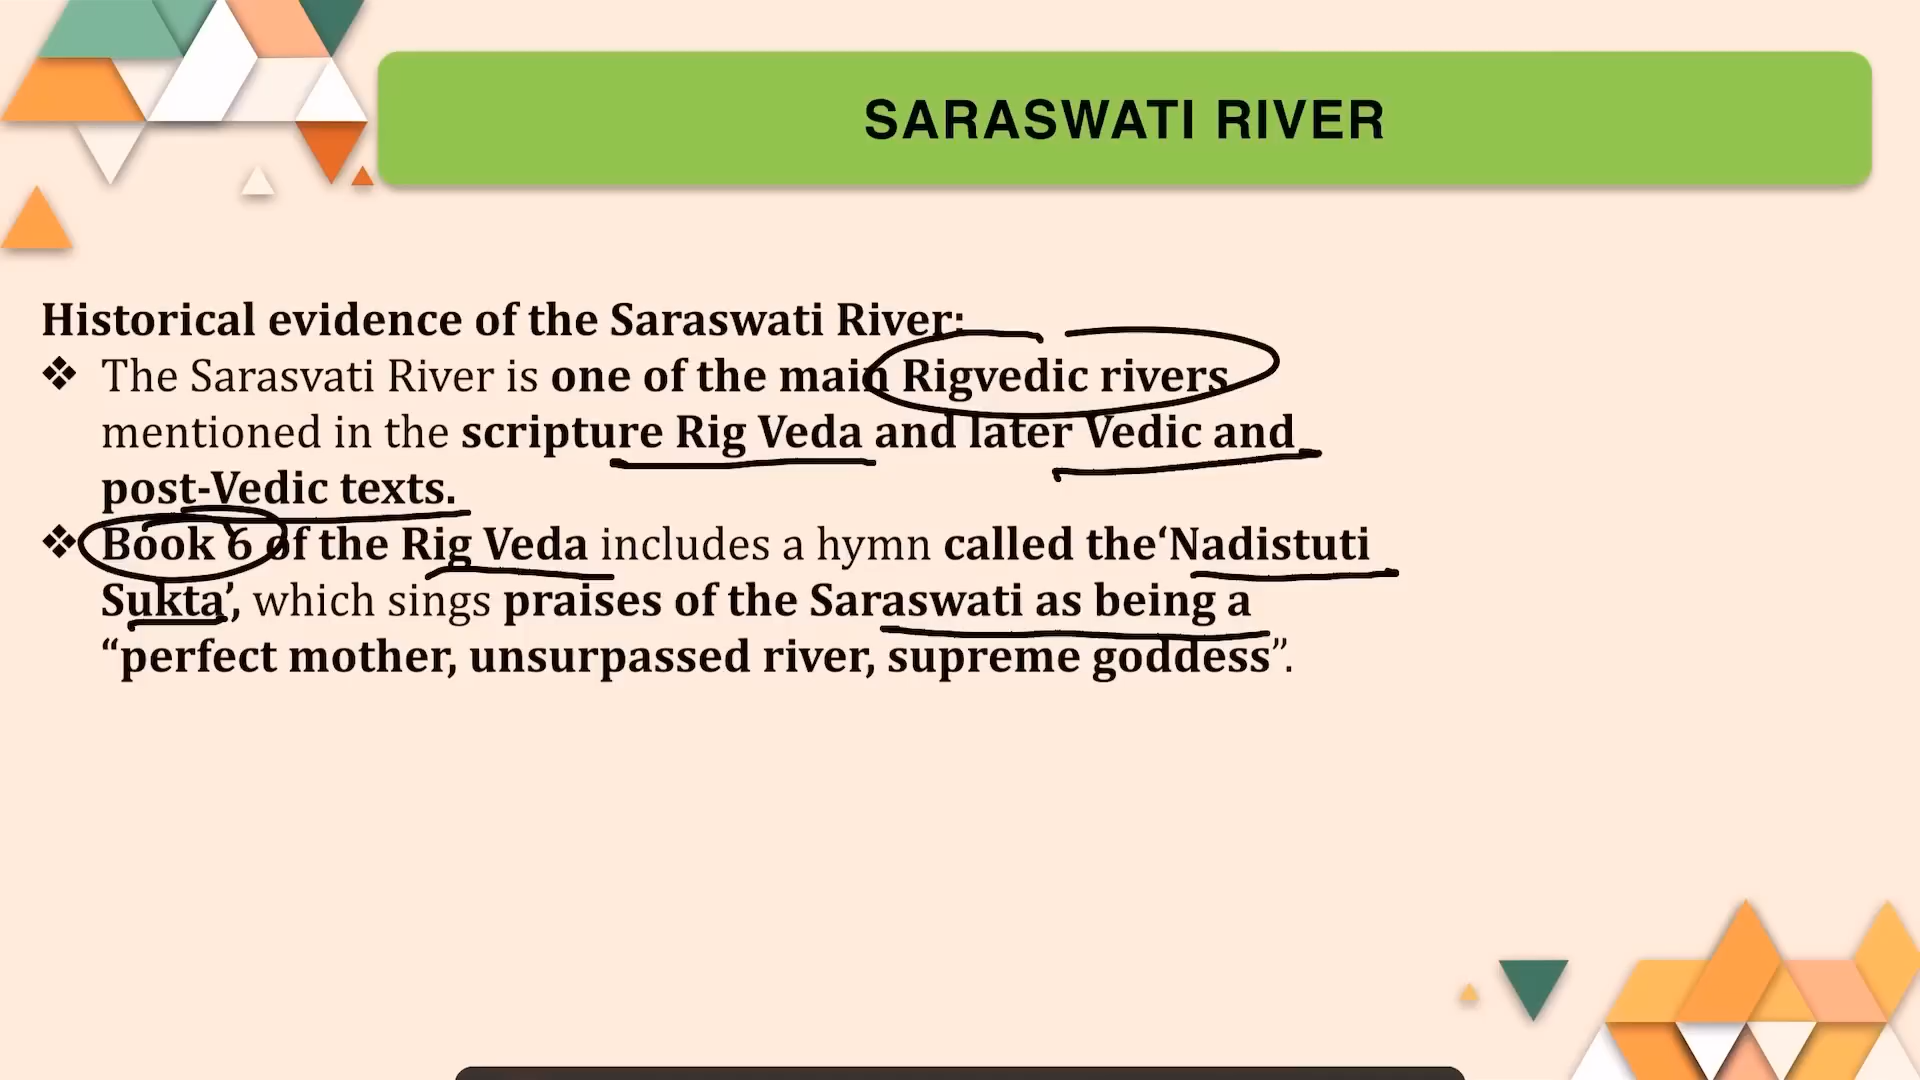 SARASWATI RIVER
Historical evidence of the Saraswati River:
❖ The Sarasvati River is one of the main Rigvedic rivers
mentioned in the scripture Rig Veda and later Vedic and
post-Vedic texts.
❖ Book 6 of the Rig Veda includes a hymn called the‘Nadistuti
Sukta’, which sings praises of the Saraswati as being a
“perfect mother, unsurpassed river, supreme goddess”.